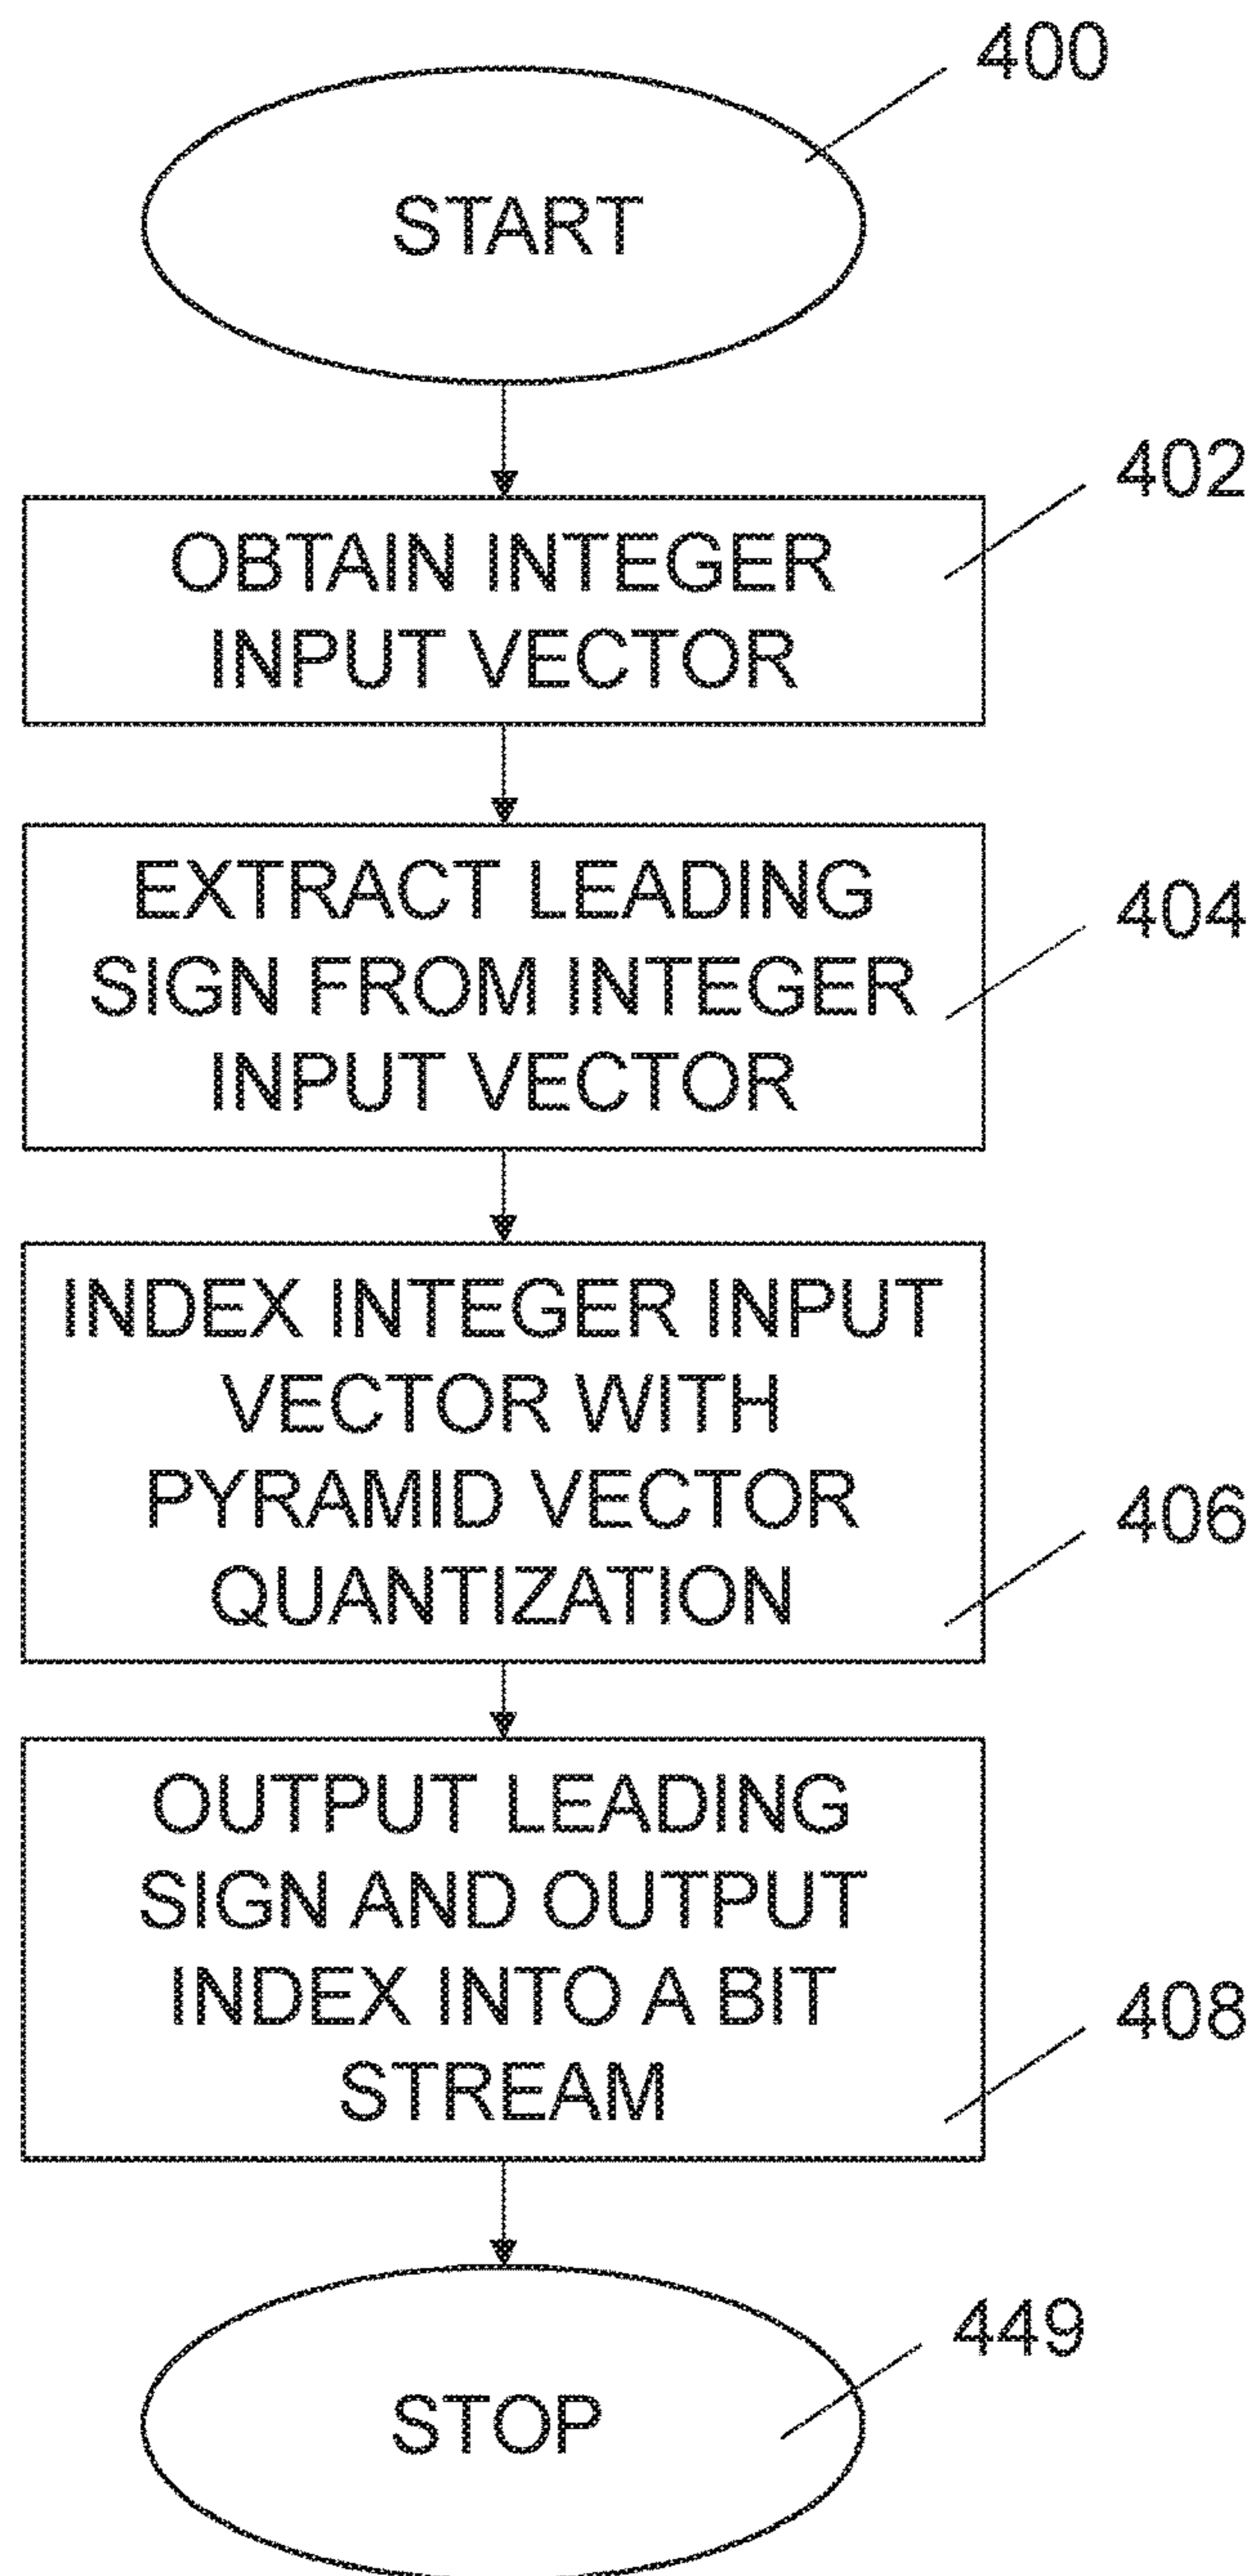 400
START
402
OBTAIN INTEGER
INPUT VECTOR
404
EXTRACT LEADING
SIGN FROM INTEGER
INPUT VECTOR
INDEX INTEGER INPUT
VECTOR WITH
PYRAMID VECTOR
406
QUANTIZATION
OUTPUT LEADING
SIGN AND OUTPUT
INDEX INTO A BIT
408
STREAM
449
STOP